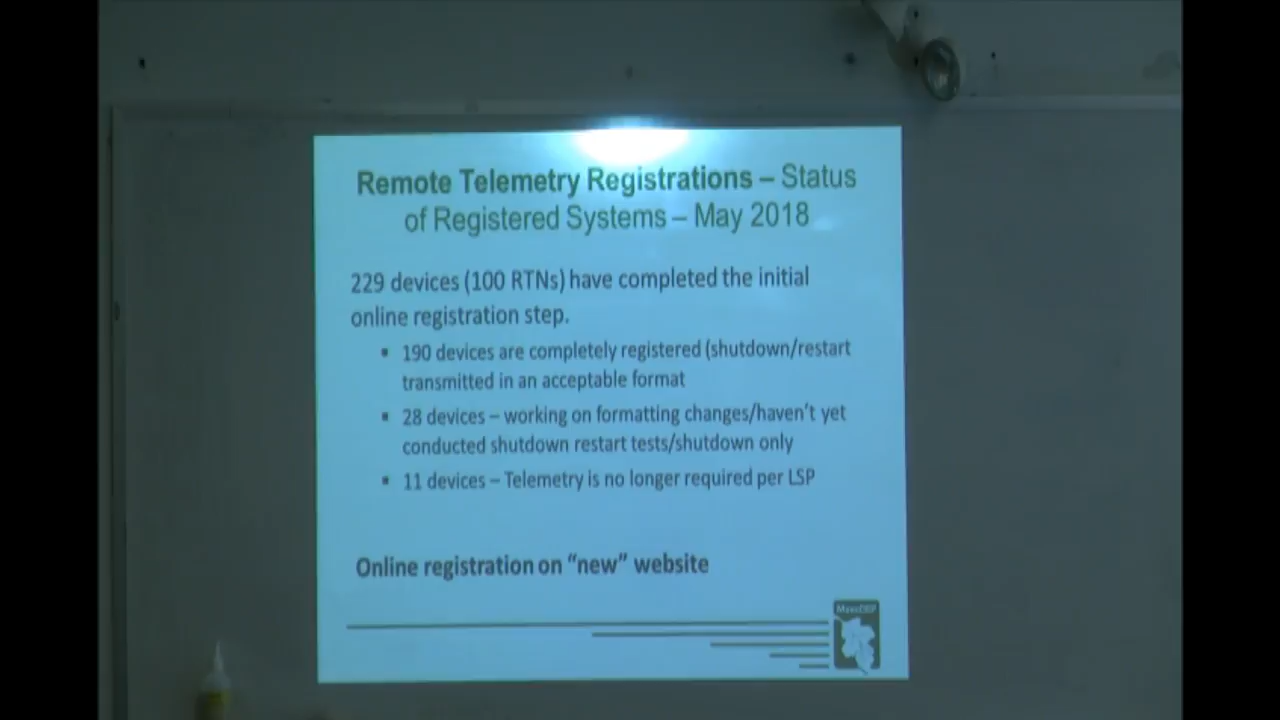 Remote Telemetry Registrations – Status
of Registered Systems – May 2018
229 devices (100 RTNs) have completed the initial
online registration step.
▪ 190 devices are completely registered (shutdown/restart
transmitted in an acceptable format
▪ 28 devices – working on formatting changes/haven't yet
conducted shutdown restart tests/shutdown only
▪ 11 devices – Telemetry is no longer required per LSP
Online registration on “new” website
MassDEP